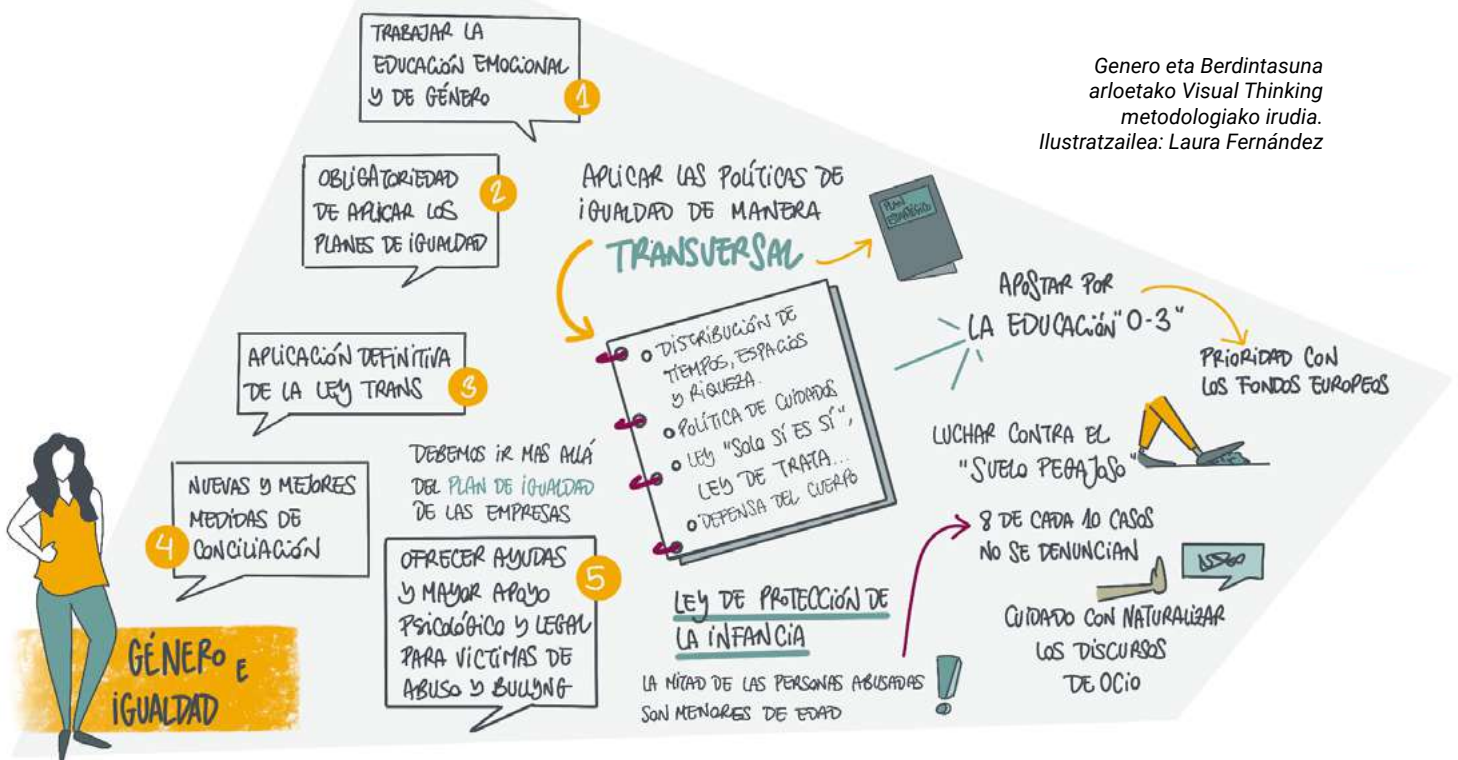 Genero eta Berdintasuna
arloetako Visual Thinking
metodologiako irudia.
Ilustratzailea: Laura Fernández
TRABAJAR LA
EDUCACIÓN EMOCIONAL
Y DE GÉNERO
1
OBLIGATORIEDAD
DE APLICAR LOS
PLANES DE IGUALDAD
2
APLICACIÓN DEFINITIVA
DE LA LEY TRANS
3
NUEVAS Y MEJORES
MEDIDAS DE
CONCILIACIÓN
4
DEBEMOS IR MAS ALLÁ
DEL PLAN DE IGUALDAD
DE LAS EMPRESAS
OFRECER AYUDAS
Y MAYOR APOYO
PSICOLÓGICO Y LEGAL
PARA VÍCTIMAS DE
ABUSO Y BULLYNG
5
GÉNERO E
IGUALDAD
APLICAR LAS POLÍTICAS DE
IGUALDAD DE MANERA
TRANSVERSAL
PLAN
ESTRATÉGICO
DISTRIBUCIÓN DE
TIEMPOS, ESPACIOS
Y RIQUEZA.
POLÍTICA DE CUIDADOS
LEY "SOLO SÍ ES SÍ",
LEY DE TRATA...
DEFENSA DEL CUERPO
LEY DE PROTECCIÓN DE
LA INFANCIA
LA MITAD DE LAS PERSONAS ABUSADAS
SON MENORES DE EDAD
!
APOSTAR POR
LA EDUCACIÓN "0-3"
PRIORIDAD CON
LOS FONDOS EUROPEOS
LUCHAR CONTRA EL
"SUELO PEGAJOSO"
8 DE CADA 10 CASOS
NO SE DENUNCIAN
CUIDADO CON NATURALIZAR
LOS DISCURSOS
DE OCIO